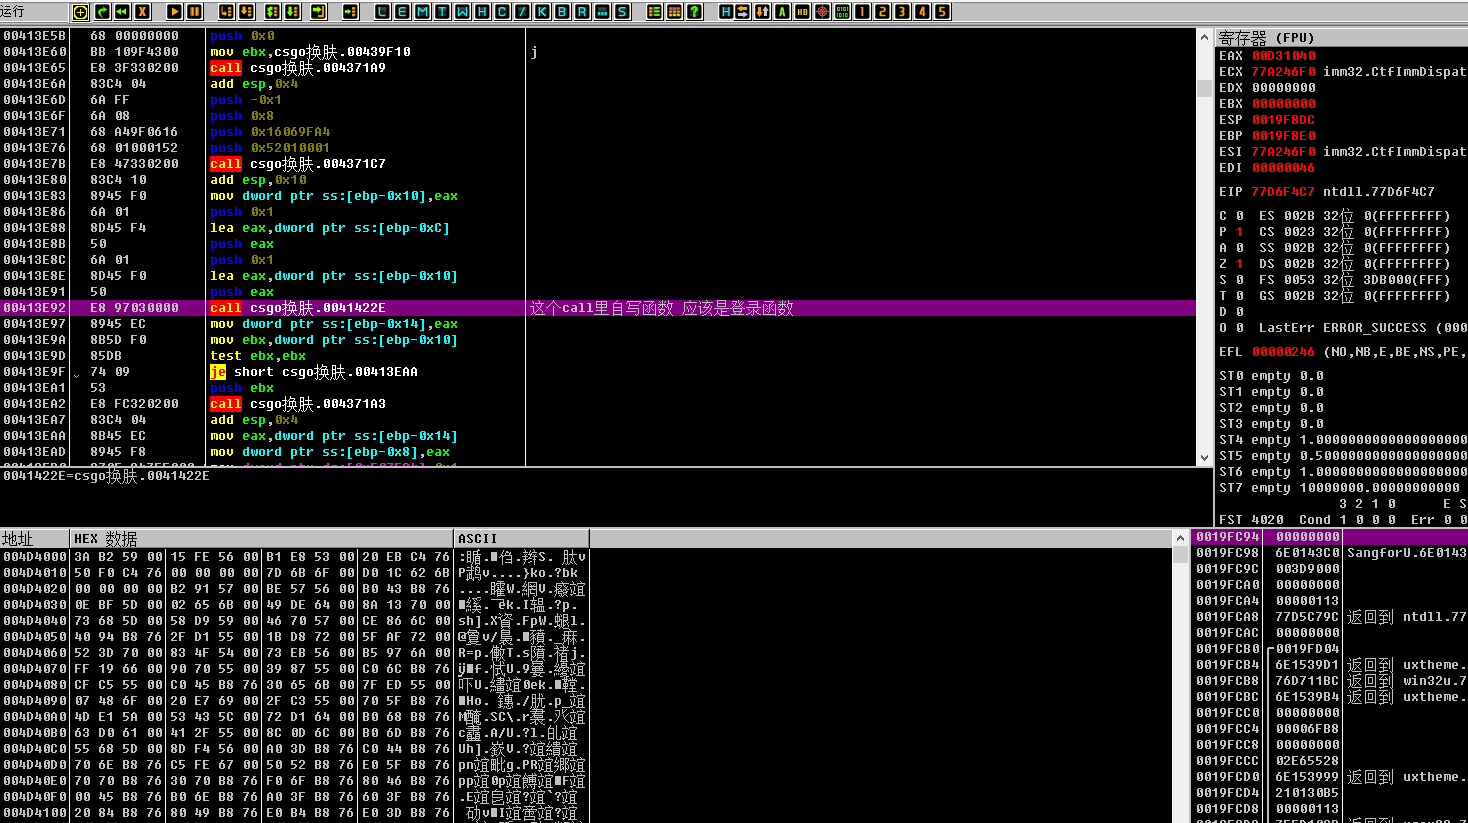 运行
L E M T W H C / K B R ... S
H A HB 1 2 3 4 5
00413E5B 68 00000000 push 0x0
00413E60 BB 109F4300 mov ebx,csgo换肤.00439F10 j
00413E65 E8 3F330200 call csgo换肤.004371A9
00413E6A 83C4 04 add esp,0x4
00413E6D 6A FF push -0x1
00413E6F 6A 08 push 0x8
00413E71 68 A49F0616 push 0x16069FA4
00413E76 68 01000152 push 0x52010001
00413E7B E8 47330200 call csgo换肤.004371C7
00413E80 83C4 10 add esp,0x10
00413E83 8945 F0 mov dword ptr ss:[ebp-0x10],eax
00413E86 6A 01 push 0x1
00413E88 8D45 F4 lea eax,dword ptr ss:[ebp-0xC]
00413E8B 50 push eax
00413E8C 6A 01 push 0x1
00413E8E 8D45 F0 lea eax,dword ptr ss:[ebp-0x10]
00413E91 50 push eax
00413E92 E8 97030000 call csgo换肤.0041422E 这个call里自写函数 应该是登录函数
00413E97 8945 EC mov dword ptr ss:[ebp-0x14],eax
00413E9A 8B5D F0 mov ebx,dword ptr ss:[ebp-0x10]
00413E9D 85DB test ebx,ebx
00413E9F 74 09 je short csgo换肤.00413EAA
00413EA1 53 push ebx
00413EA2 E8 FC320200 call csgo换肤.004371A3
00413EA7 83C4 04 add esp,0x4
00413EAA 8B45 EC mov eax,dword ptr ss:[ebp-0x14]
00413EAD 8945 F8 mov dword ptr ss:[ebp-0x8],eax
0041422E=csgo换肤.0041422E
寄存器 (FPU)
EAX 00D31040
ECX 77A246F0 imm32.CtfImmDispat
EDX 00000000
EBX 00000000
ESP 0019F8DC
EBP 0019F8E0
ESI 77A246F0 imm32.CtfImmDispat
EDI 00000046
EIP 77D6F4C7 ntdll.77D6F4C7
C 0 ES 002B 32位 0(FFFFFFFF)
P 1 CS 0023 32位 0(FFFFFFFF)
A 0 SS 002B 32位 0(FFFFFFFF)
Z 1 DS 002B 32位 0(FFFFFFFF)
S 0 FS 0053 32位 3DB000(FFF)
T 0 GS 002B 32位 0(FFFFFFFF)
D 0
O 0 LastErr ERROR_SUCCESS (000
EFL 00000246 (NO,NB,E,BE,NS,PE,
ST0 empty 0.0
ST1 empty 0.0
ST2 empty 0.0
ST3 empty 0.0
ST4 empty 1.0000000000000000000
ST5 empty 0.5000000000000000000
ST6 empty 1.0000000000000000000
ST7 empty 10000000.00000000000
3 2 1 0 E S
FST 4020 Cond 1 0 0 0 Err 0 0
地址 HEX 数据 ASCII
004D4000 3A B2 59 00 15 FE 56 00 B1 E8 53 00 20 EB C4 76
004D4010 50 F0 C4 76 00 00 00 00 7D 6B 6F 00 D0 1C 62 6B
004D4020 00 00 00 00 B2 91 57 00 BE 57 56 00 B0 43 B8 76
004D4030 0E BF 5D 00 02 65 6B 00 49 DE 64 00 8A 13 70 00
004D4040 73 68 5D 00 58 D9 59 00 46 70 57 00 CE 86 6C 00
004D4050 40 94 B8 76 2F D1 55 00 1B D8 72 00 5F AF 72 00
004D4060 52 3D 70 00 83 4F 54 00 73 EB 56 00 B5 97 6A 00
004D4070 FF 19 66 00 90 70 55 00 39 87 55 00 C0 6C B8 76
004D4080 CF C5 55 00 C0 45 B8 76 30 65 6B 00 7F ED 55 00
004D4090 07 48 6F 00 20 E7 69 00 2F C3 55 00 70 5F B8 76
004D40A0 4D E1 5A 00 53 43 5C 00 72 D1 64 00 B0 68 B8 76
004D40B0 63 D0 61 00 41 2F 55 00 8C 0D 6C 00 B0 6D B8 76
004D40C0 55 68 5D 00 8D F4 56 00 A0 3D B8 76 C0 44 B8 76
004D40D0 70 6E B8 76 C5 FE 67 00 50 52 B8 76 E0 5F B8 76
004D40E0 70 70 B8 76 30 70 B8 76 F0 6F B8 76 80 46 B8 76
004D40F0 00 45 B8 76 B0 6E B8 76 A0 3F B8 76 60 3F B8 76
004D4100 20 84 B8 76 80 49 B8 76 E0 B4 B8 76 E0 3D B8 76
0019FC94 00000000
0019FC98 6E0143C0 SangforU.6E0143
0019FC9C 003D9000
0019FCA0 00000000
0019FCA4 00000113
0019FCA8 77D5C79C 返回到 ntdll.77
0019FCAC 00000000
0019FCB0 0019FD04
0019FCB4 6E1539D1 返回到 uxtheme.
0019FCB8 76D711BC 返回到 win32u.7
0019FCBC 6E1539B4 返回到 uxtheme.
0019FCC0 00000000
0019FCC4 00006FB8
0019FCC8 00000000
0019FCCC 02E65528
0019FCD0 6E153999 返回到 uxtheme.
0019FCD4 210130B5
0019FCD8 00000113